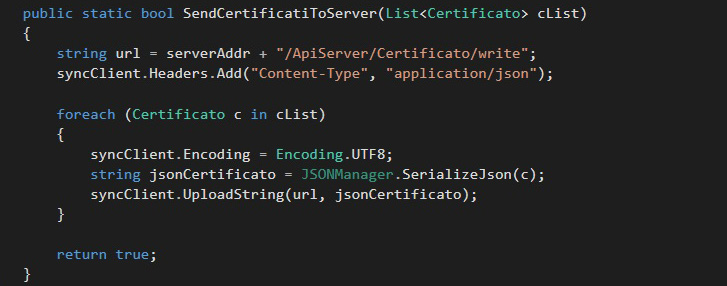 public static bool SendCertificatiToServer(List<Certificato> cList)
{
string url = serverAddr + "/ApiServer/Certificato/write";
syncClient.Headers.Add("Content-Type", "application/json");
foreach (Certificato c in cList)
{
syncClient.Encoding = Encoding.UTF8;
string jsonCertificato = JSONManager.SerializeJson(c);
syncClient.UploadString(url, jsonCertificato);
}
return true;
}